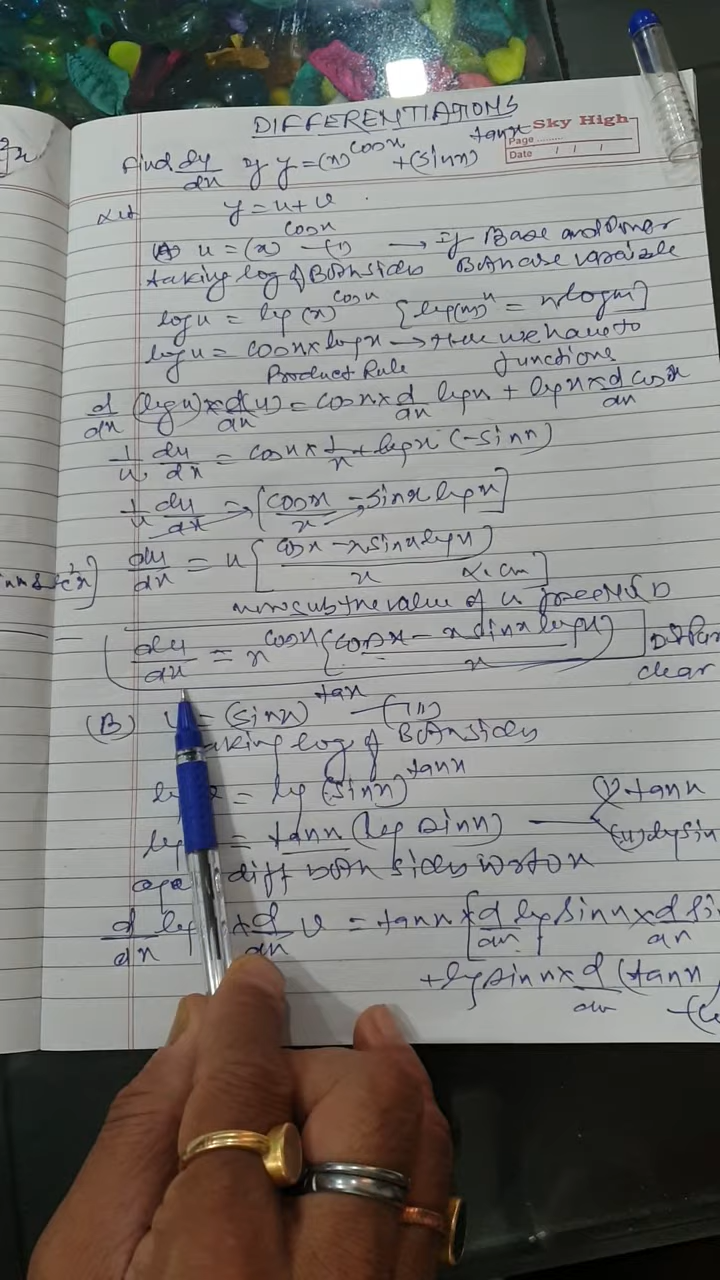 DIFFERENTIATIONS
Sky High
Page
Date / / /
Find dy/dx if y = (x)^cosx + (sinx)^tanx
Let y = u + v
(A) u = (x)^cosx —(1) → If Base and Power
taking log of Both sides Both are variable
log u = log (x)^cosx {log(m)^n = n log m}
log u = cosx × log x → Here we have to
Product Rule functions
d/dx (log u) × d/dx (u) = cosx × d/dx log x + log x × d/dx cosx
1/u du/dx = cosx × 1/x + log x (-sinx)
1/u du/dx = [cosx/x - sinx log x]
du/dx = u [cosx - x sinx log x / x] L.C.M
now sub the value of u from
du/dx = x^cosx {cosx - x sinx log x / x}
clear
(B) = (sinx)^tanx —(11)
taking log of Both sides
= log (sinx)^tanx
= tanx (log sinx) — tanx
diff both sides w.r.to x
d/dx × d/dx v = tanx × [d/dx log sinx × d/dx
+ log sinx × d/dx (tanx